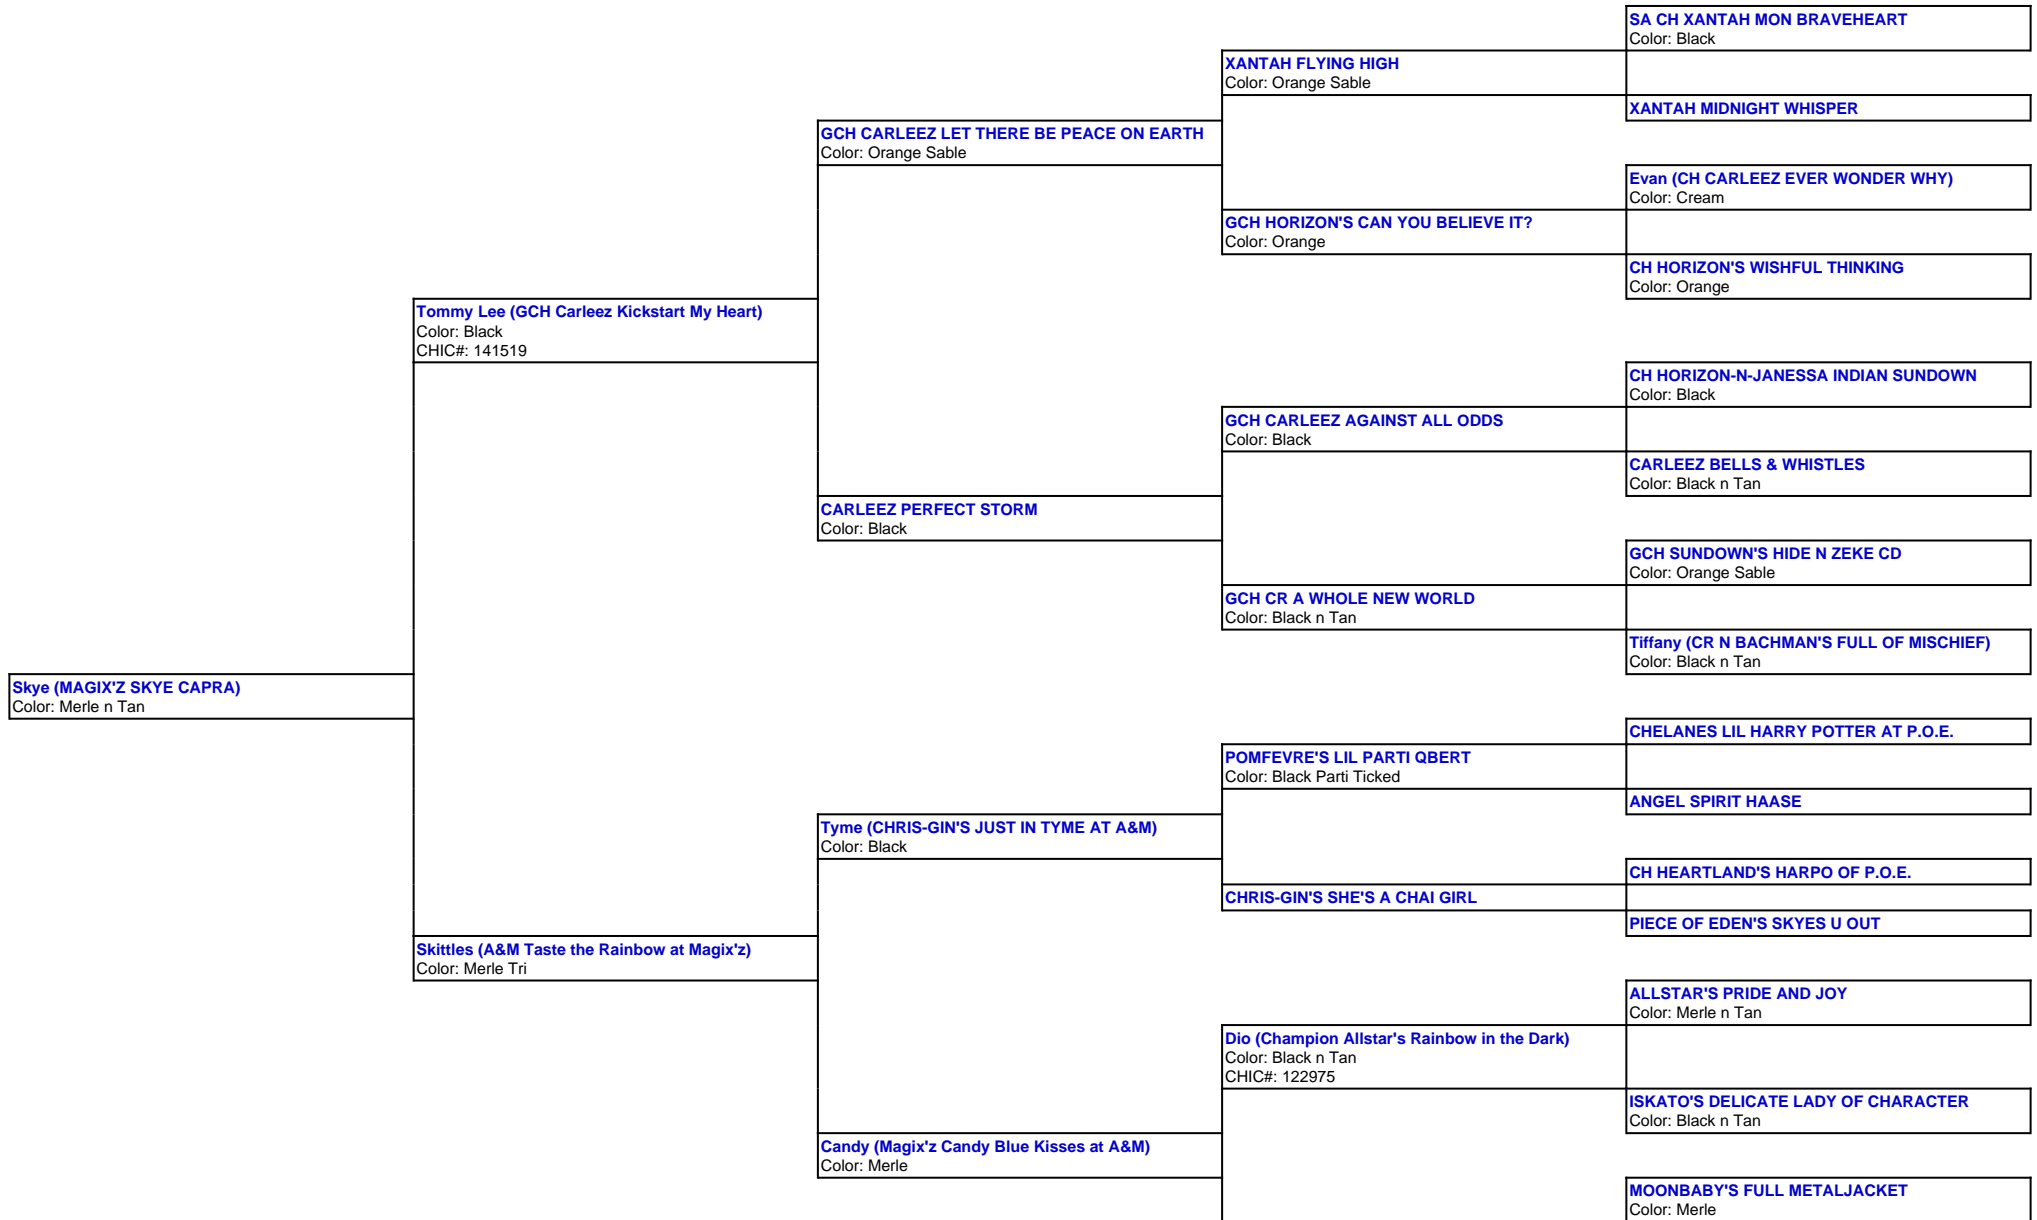 SA CH XANTAH MON BRAVEHEART
Color: Black
XANTAH FLYING HIGH
Color: Orange Sable
XANTAH MIDNIGHT WHISPER
GCH CARLEEZ LET THERE BE PEACE ON EARTH
Color: Orange Sable
Evan (CH CARLEEZ EVER WONDER WHY)
Color: Cream
GCH HORIZON'S CAN YOU BELIEVE IT?
Color: Orange
CH HORIZON'S WISHFUL THINKING
Color: Orange
Tommy Lee (GCH Carleez Kickstart My Heart)
Color: Black
CHIC#: 141519
CH HORIZON-N-JANESSA INDIAN SUNDOWN
Color: Black
GCH CARLEEZ AGAINST ALL ODDS
Color: Black
CARLEEZ BELLS & WHISTLES
Color: Black n Tan
CARLEEZ PERFECT STORM
Color: Black
GCH SUNDOWN'S HIDE N ZEKE CD
Color: Orange Sable
GCH CR A WHOLE NEW WORLD
Color: Black n Tan
Tiffany (CR N BACHMAN'S FULL OF MISCHIEF)
Color: Black n Tan
Skye (MAGIX'Z SKYE CAPRA)
Color: Merle n Tan
CHELANES LIL HARRY POTTER AT P.O.E.
POMFEVRE'S LIL PARTI QBERT
Color: Black Parti Ticked
ANGEL SPIRIT HAASE
Tyme (CHRIS-GIN'S JUST IN TYME AT A&M)
Color: Black
CH HEARTLAND'S HARPO OF P.O.E.
CHRIS-GIN'S SHE'S A CHAI GIRL
PIECE OF EDEN'S SKYES U OUT
Skittles (A&M Taste the Rainbow at Magix'z)
Color: Merle Tri
ALLSTAR'S PRIDE AND JOY
Color: Merle n Tan
Dio (Champion Allstar's Rainbow in the Dark)
Color: Black n Tan
CHIC#: 122975
ISKATO'S DELICATE LADY OF CHARACTER
Color: Black n Tan
Candy (Magix'z Candy Blue Kisses at A&M)
Color: Merle
MOONBABY'S FULL METALJACKET
Color: Merle